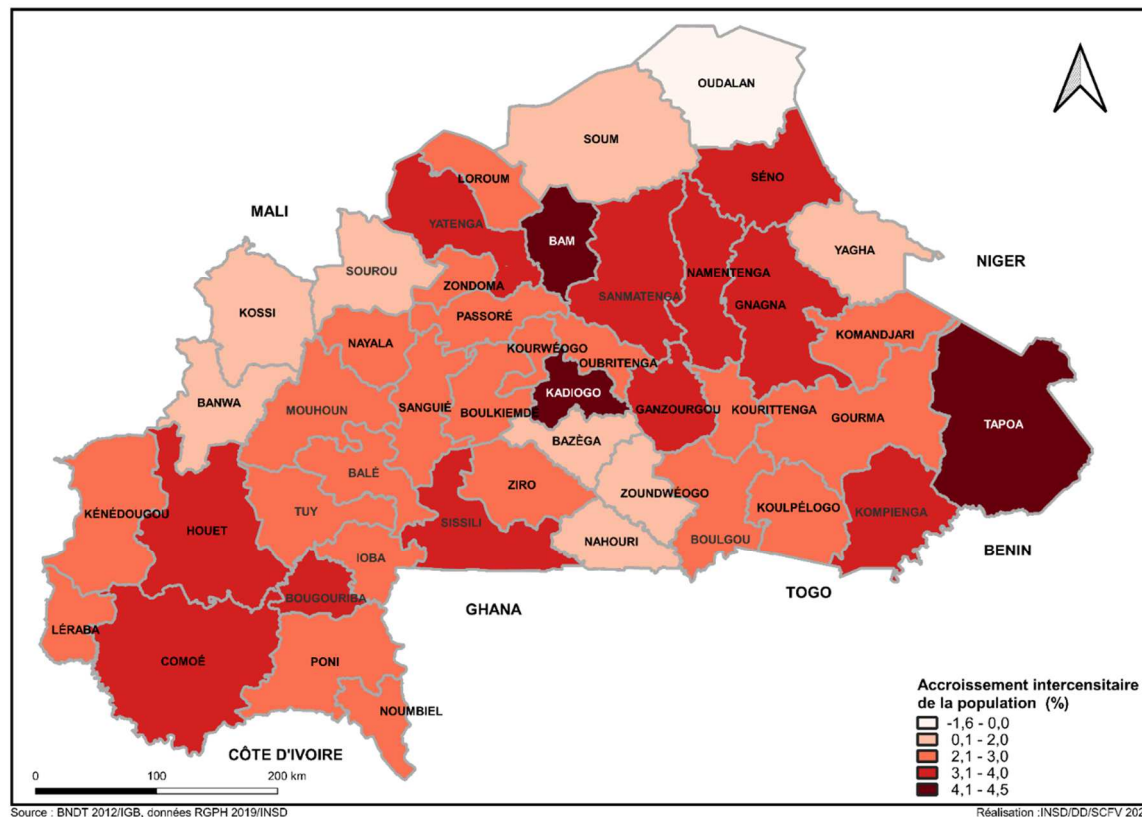 OUDALAN
SOUM
SÉNO
LOROUM
MALI
YATENGA
BAM
YAGHA
NIGER
SOUROU
NAMENTENGA
ZONDOMA
SANMATENGA
GNAGNA
KOSSI
PASSORÉ
KOMANDJARI
NAYALA
KOURWÉOGO
OUBRITENGA
KADIOGO
BANWA
MOUHOUN
SANGUIÉ
BOULKIEMDÉ
GANZOURGOU
KOURITTENGA
GOURMA
TAPOA
BAZÈGA
BALÉ
ZIRO
ZOUNDWÉOGO
KOULPÉLOGO
KÉNÉDOUGOU
TUY
SISSILI
KOMPIENGA
HOUET
NAHOURI
BOULGOU
IOBA
BENIN
BOUGOURIBA
TOGO
GHANA
LÉRABA
COMOÉ
PONI
NOUMBIEL
CÔTE D'IVOIRE
Accroissement intercensitaire
de la population (%)
-1,6 - 0,0
0,1 - 2,0
2,1 - 3,0
3,1 - 4,0
4,1 - 4,5
0 100 200 km
Source : BNDT 2012/IGB, données RGPH 2019/INSD
Réalisation :INSD/DD/SCFV